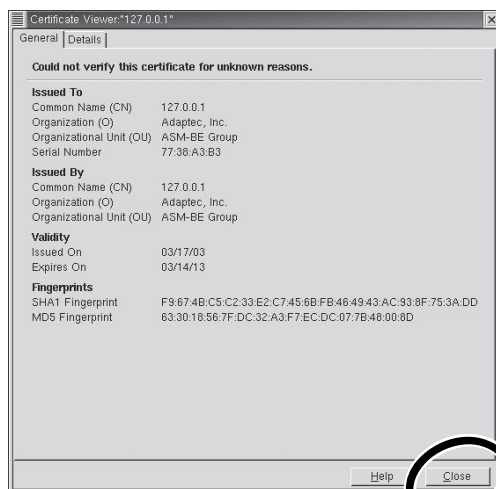 Certificate Viewer:"127.0.0.1"
General Details
Could not verify this certificate for unknown reasons.
Issued To
Common Name (CN) 127.0.0.1
Organization (O) Adaptec, Inc.
Organizational Unit (OU) ASM-BE Group
Serial Number 77:38:A3:B3
Issued By
Common Name (CN) 127.0.0.1
Organization (O) Adaptec, Inc.
Organizational Unit (OU) ASM-BE Group
Validity
Issued On 03/17/03
Expires On 03/14/13
Fingerprints
SHA1 Fingerprint F9:67:4B:C5:C2:33:E2:C7:45:6B:FB:46:49:43:AC:93:8F:75:3A:DD
MD5 Fingerprint 63:30:18:56:7F:DC:32:A3:F7:EC:DC:07:7B:48:00:8D
Help Close